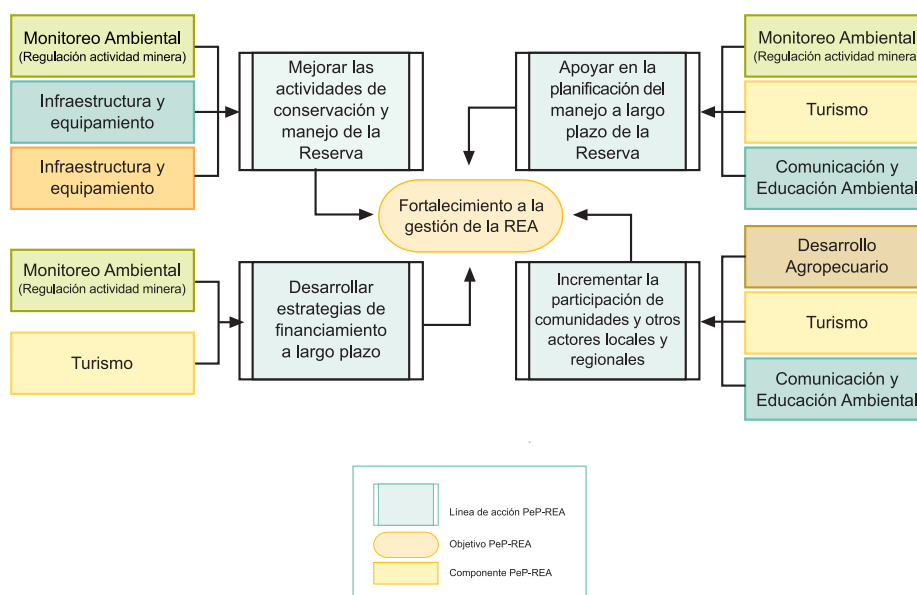 Monitoreo Ambiental
(Regulación actividad minera)
Infraestructura y
equipamiento
Infraestructura y
equipamiento
Mejorar las
actividades de
conservación y
manejo de la
Reserva
Apoyar en la
planificación del
manejo a largo
plazo de la
Reserva
Monitoreo Ambiental
(Regulación actividad minera)
Turismo
Comunicación y
Educación Ambiental
Fortalecimiento a la
gestión de la REA
Monitoreo Ambiental
(Regulación actividad minera)
Turismo
Desarrollar
estrategias de
financiamiento
a largo plazo
Incrementar la
participación de
comunidades y otros
actores locales y
regionales
Desarrollo
Agropecuario
Turismo
Comunicación y
Educación Ambiental
Línea de acción PeP-REA
Objetivo PeP-REA
Componente PeP-REA